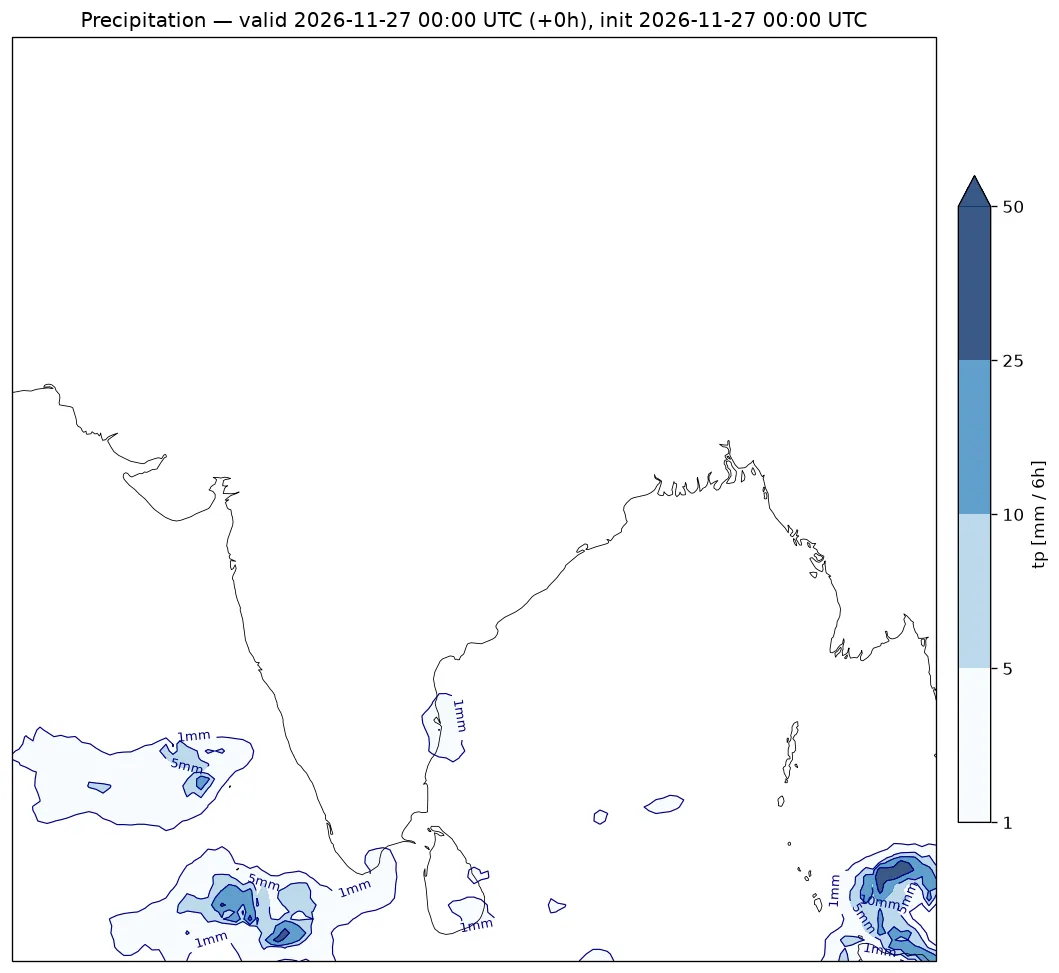 Precipitation — valid 2026-11-27 00:00 UTC (+0h), init 2026-11-27 00:00 UTC
50
25
10
5
1
tp [mm / 6h]
1mm
1mm
5mm
5mm
1mm
1mm
1mm
1mm
10mm
5mm
5mm
1mm